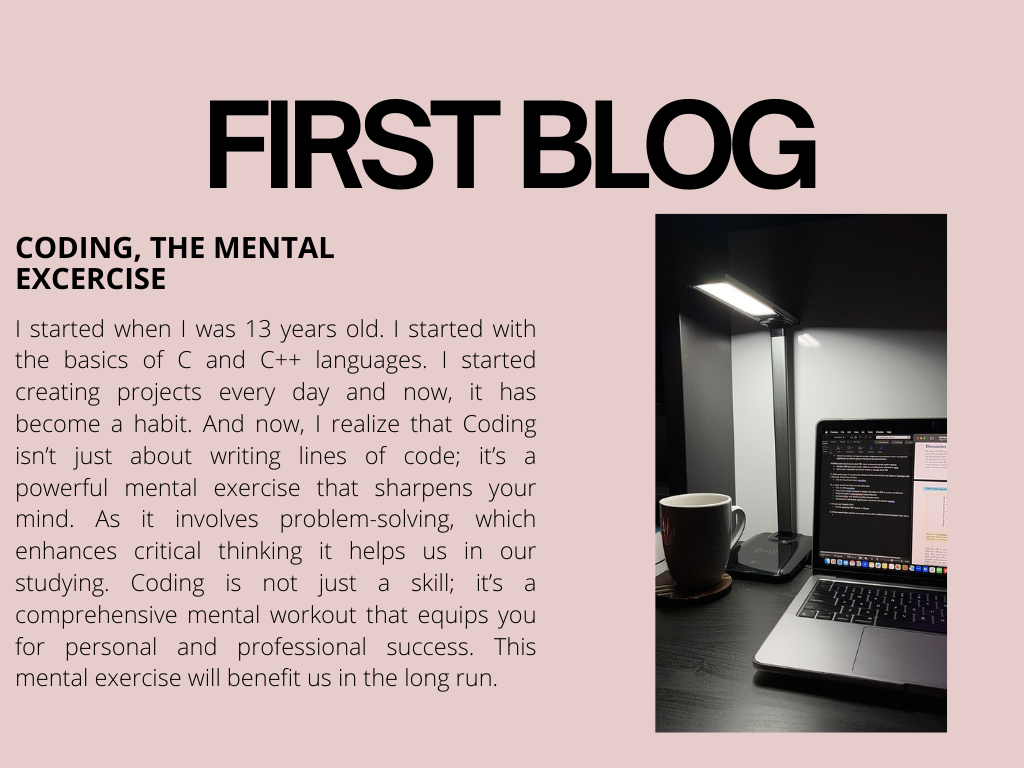 FIRST BLOG
CODING, THE MENTAL
EXCERCISE
I started when I was 13 years old. I started with
the basics of C and C++ languages. I started
creating projects every day and now, it has
become a habit. And now, I realize that Coding
isn't just about writing lines of code; it's a
powerful mental exercise that sharpens your
mind. As it involves problem-solving, which
enhances critical thinking it helps us in our
studying. Coding is not just a skill; it's a
comprehensive mental workout that equips you
for personal and professional success. This
mental exercise will benefit us in the long run.